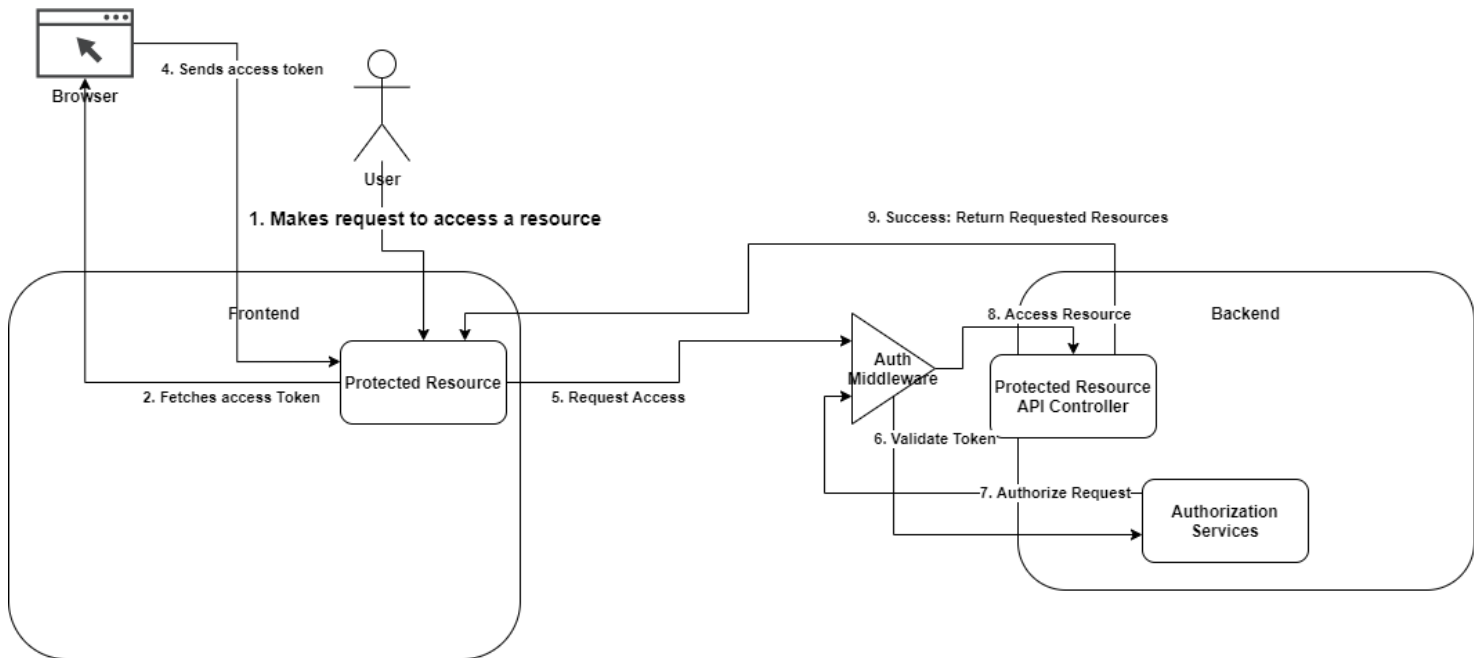 4. Sends access token
Browser
User
1. Makes request to access a resource
9. Success: Return Requested Resources
Frontend
Backend
8. Access Resource
Auth
Middleware
Protected Resource
2. Fetches access Token
5. Request Access
Protected Resource
API Controller
6. Validate Token
7. Authorize Request
Authorization
Services